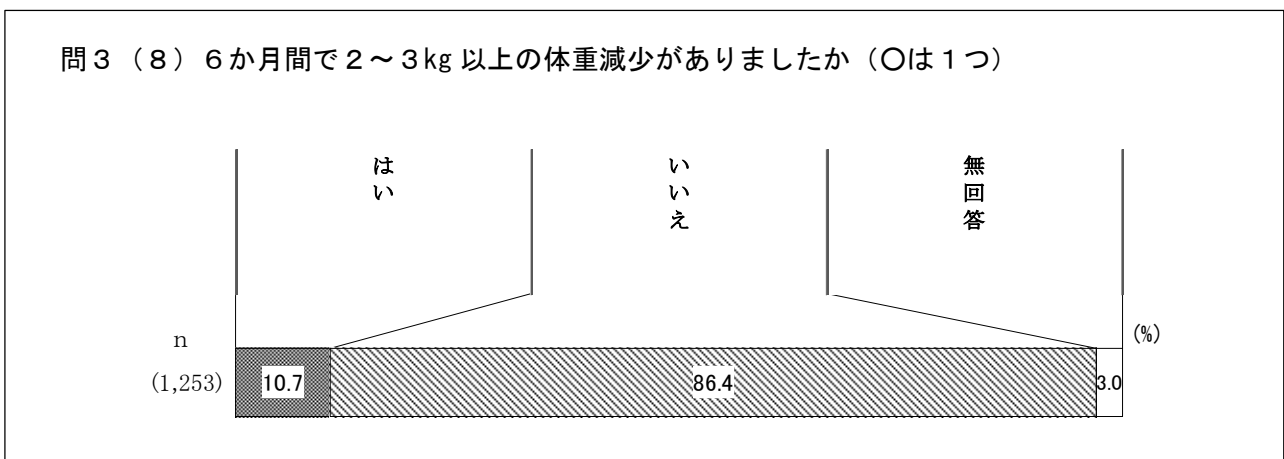 問３（８）６か月間で２～３kg 以上の体重減少がありましたか（〇は１つ）
はい
いいえ
無回答
n
(%)
(1,253)
10.7
86.4
3.0